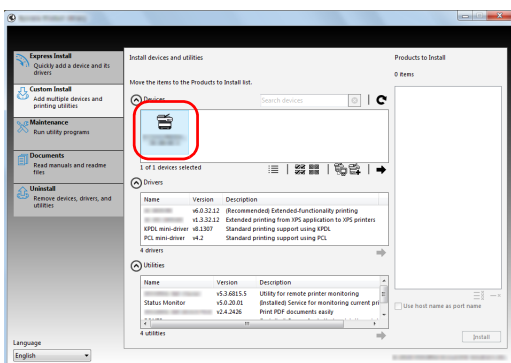 Express Install
Quickly add a device and its
drivers
Custom Install
Add multiple devices and
printing utilities
Maintenance
Run utility programs
Documents
Read manuals and readme
files
Uninstall
Remove devices, drivers, and
utilities
Language
English
Install devices and utilities
Move the items to the Products to Install list.
Devices
Search devices
1 of 1 devices selected
Drivers
Name Version Description
v6.0.32.12 (Recommended) Extended-functionality printing
v1.3.32.12 Extended printing from XPS application to XPS printers
KPDL mini-driver v8.1307 Standard printing support using KPDL
PCL mini-driver v4.2 Standard printing support using PCL
4 drivers
Utilities
Name Version Description
v5.3.6815.5 Utility for remote printer monitoring
Status Monitor v5.0.20.01 (Installed) Service for monitoring current pri
v2.4.2426 Print PDF documents easily
4 utilities
Products to Install
0 items
Use host name as port name
Install